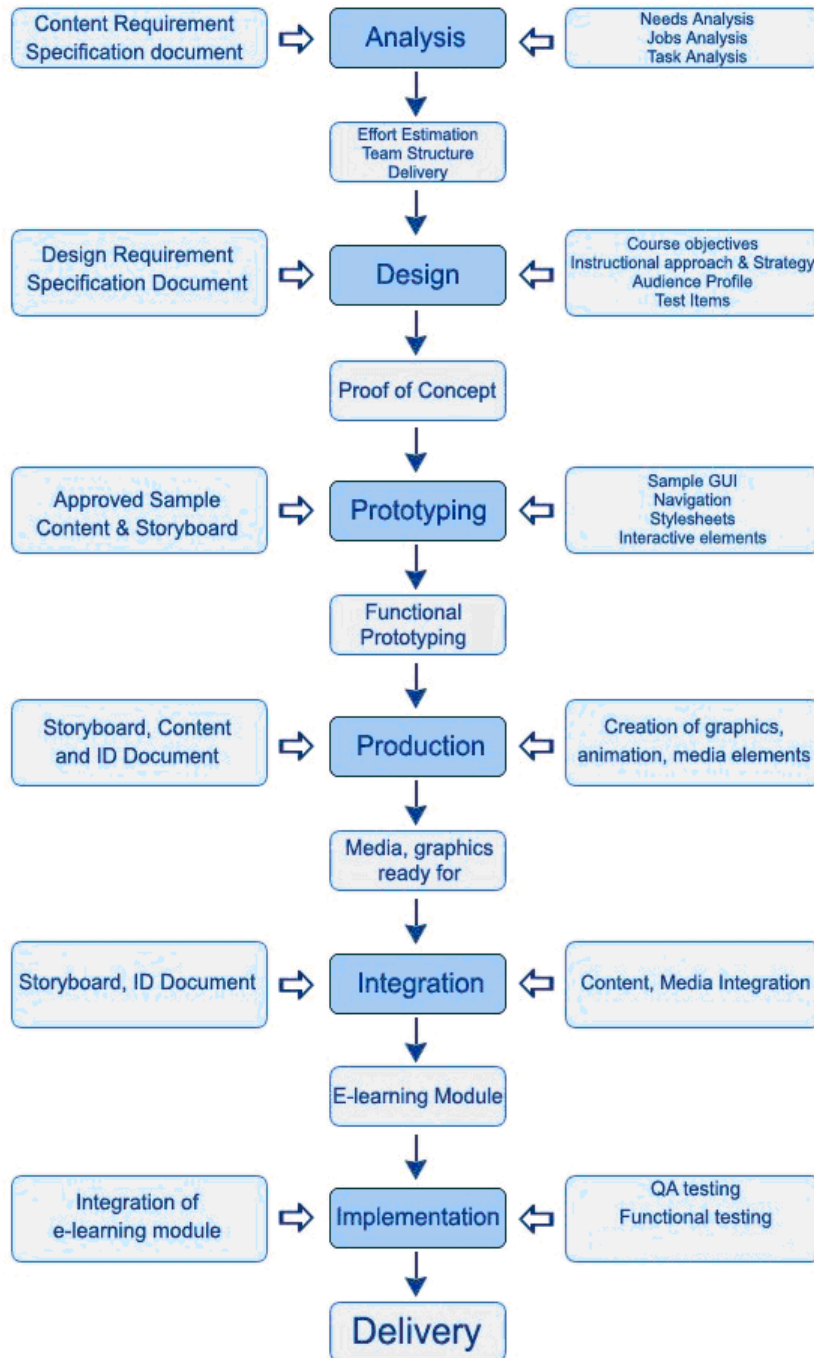 Content Requirement
Specification document
Analysis
Needs Analysis
Jobs Analysis
Task Analysis
Effort Estimation
Team Structure
Delivery
Design Requirement
Specification Document
Design
Course objectives
Instructional approach & Strategy
Audience Profile
Test Items
Proof of Concept
Approved Sample
Content & Storyboard
Prototyping
Sample GUI
Navigation
Stylesheets
Interactive elements
Functional
Prototyping
Storyboard, Content
and ID Document
Production
Creation of graphics,
animation, media elements
Media, graphics
ready for
Storyboard, ID Document
Integration
Content, Media Integration
E-learning Module
Integration of
e-learning module
Implementation
QA testing
Functional testing
Delivery